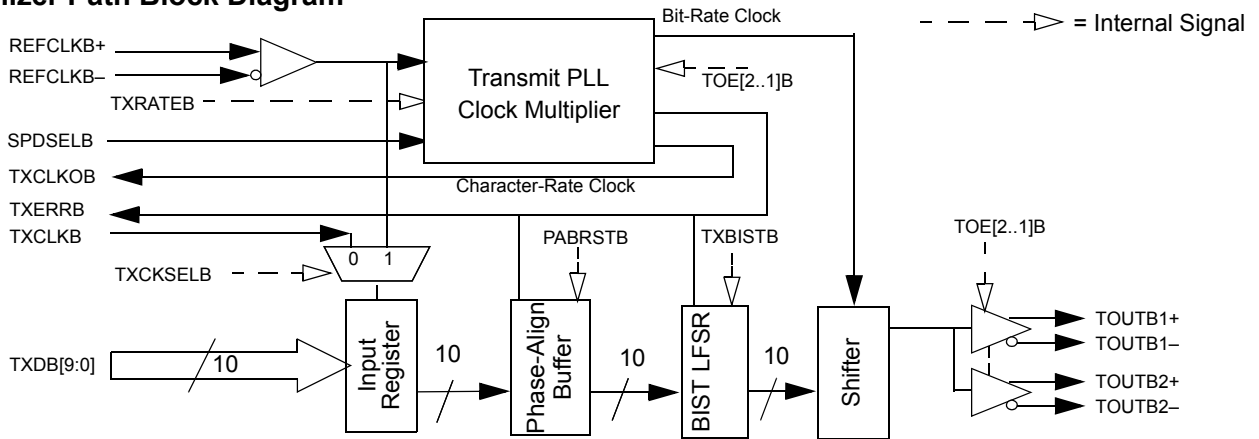 lizer Path Block Diagram
Bit-Rate Clock
= Internal Signal
REFCLKB+
REFCLKB–
TXRATEB
Transmit PLL
Clock Multiplier
TOE[2..1]B
SPDSELB
TXCLKOB
Character-Rate Clock
TXERRB
TXCLKB
PABRSTB
TXBISTB
TOE[2..1]B
0 1
TXCKSELB
TXDB[9:0]
10
Input
Register
10
Phase-Align
Buffer
10
BIST LFSR
10
Shifter
TOUTB1+
TOUTB1–
TOUTB2+
TOUTB2–